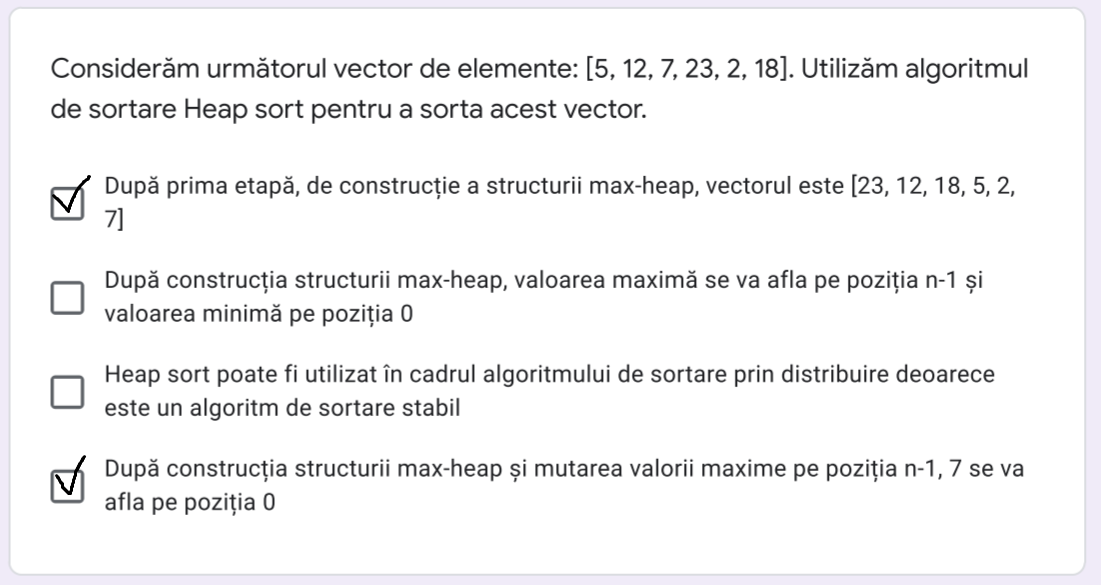 Considerăm următorul vector de elemente: [5, 12, 7, 23, 2, 18]. Utilizăm algoritmul
de sortare Heap sort pentru a sorta acest vector.
După prima etapă, de construcție a structurii max-heap, vectorul este [23, 12, 18, 5, 2,
7]
După construcția structurii max-heap, valoarea maximă se va afla pe poziția n-1 și
valoarea minimă pe poziția 0
Heap sort poate fi utilizat în cadrul algoritmului de sortare prin distribuire deoarece
este un algoritm de sortare stabil
După construcția structurii max-heap și mutarea valorii maxime pe poziția n-1, 7 se va
afla pe poziția 0